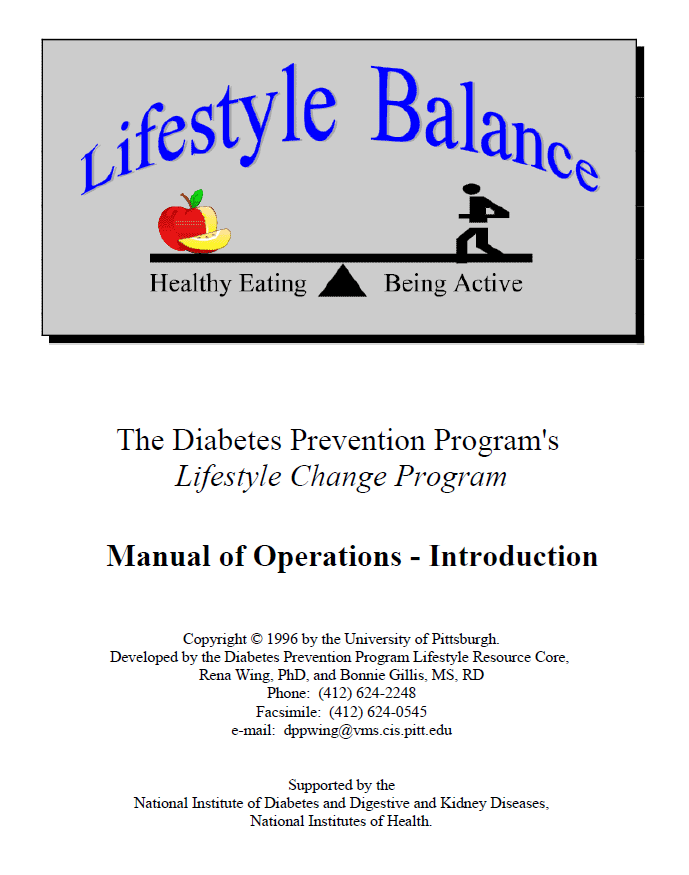 Lifestyle Balance
Healthy Eating
Being Active
The Diabetes Prevention Program's
Lifestyle Change Program
Manual of Operations - Introduction
Copyright © 1996 by the University of Pittsburgh.
Developed by the Diabetes Prevention Program Lifestyle Resource Core,
Rena Wing, PhD, and Bonnie Gillis, MS, RD
Phone:  (412) 624-2248
Facsimile:  (412) 624-0545
e-mail:  dppwing@vms.cis.pitt.edu
Supported by the
National Institute of Diabetes and Digestive and Kidney Diseases,
National Institutes of Health.